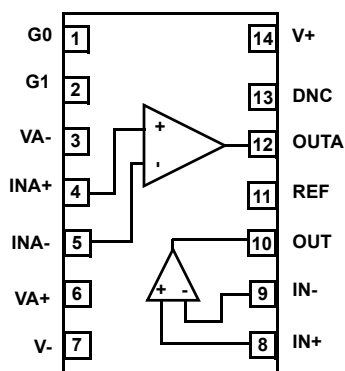 G0 1 14 V+
G1 2 13 DNC
VA- 3 12 OUTA
INA+ 4 11 REF
INA- 5 10 OUT
VA+ 6 9 IN-
V- 7 8 IN+
+
-
+ -